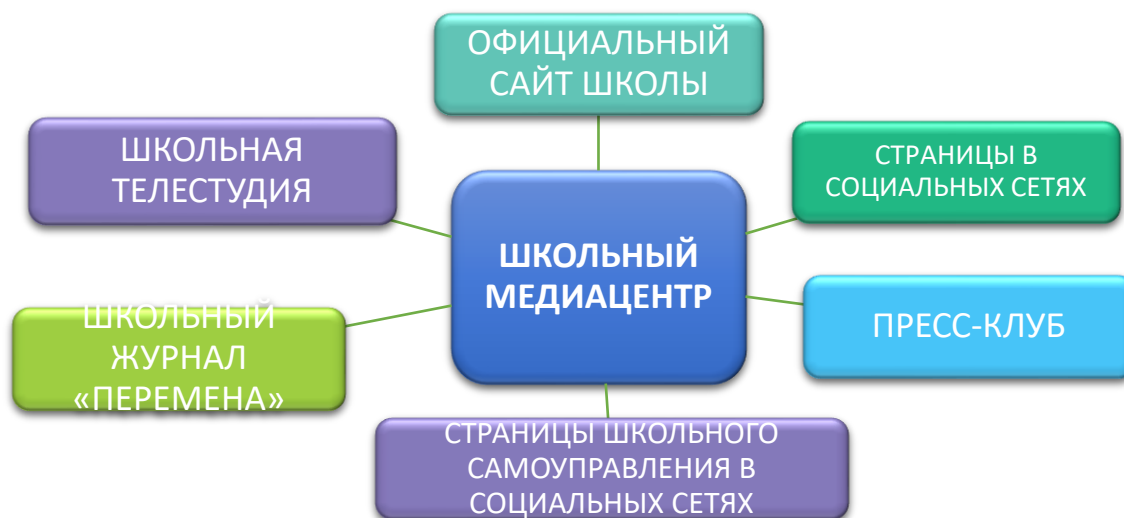 ОФИЦИАЛЬНЫЙ
САЙТ ШКОЛЫ
ШКОЛЬНАЯ
ТЕЛЕСТУДИЯ
СТРАНИЦЫ В
СОЦИАЛЬНЫХ СЕТЯХ
ШКОЛЬНЫЙ
МЕДИАЦЕНТР
ШКОЛЬНЫЙ
ЖУРНАЛ
«ПЕРЕМЕНА»
ПРЕСС-КЛУБ
СТРАНИЦЫ ШКОЛЬНОГО
САМОУПРАВЛЕНИЯ В
СОЦИАЛЬНЫХ СЕТЯХ